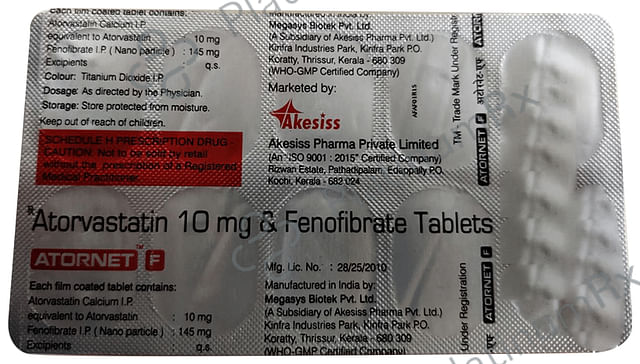 Each film coated tablet contains:
Atorvastatin Calcium I.P.
equivalent to Atorvastatin : 10 mg
Fenofibrate I.P. ( Nano particle ) : 145 mg
Excipients q.s.
Colour: Titanium Dioxide I.P.
Dosage: As directed by the Physician.
Storage: Store protected from moisture.
Keep out of reach of children.
SCHEDULE H PRESCRIPTION DRUG -
CAUTION: Not to be sold by retail
without the prescription of a Registered
Medical Practitioner.
Manufactured in India by
Megasys Biotek Pvt. Ltd.
(A Subsidiary of Akesiss Pharma Pvt. Ltd.)
Kinfra Industries Park, Kinfra Park P.O.
Koratty, Thrissur, Kerala - 680 309
(WHO-GMP Certified Company)
Marketed by:
Akesiss
Akesiss Pharma Private Limited
(An "ISO 9001 : 2015" Certified Company)
Rizwan Estate, Pathadipalam, Edappally P.O.
Kochi, Kerala - 682 024
TM - Trade Mark Under Registr
ATORNET F
ATOR
Rx
Atorvastatin 10 mg & Fenofibrate Tablets
ATORNET™ F
Each film coated tablet contains:
Atorvastatin Calcium I.P.
equivalent to Atorvastatin : 10 mg
Fenofibrate I.P. ( Nano particle ) : 145 mg
Excipients q.s.
Mfg. Lic. No. : 28/25/2010
Manufactured in India by:
Megasys Biotek Pvt. Ltd.
(A Subsidiary of Akesiss Pharma Pvt. Ltd.)
Kinfra Industries Park, Kinfra Park P.O.
Koratty, Thrissur, Kerala - 680 309
(WHO-GMP Certified Company)
Under Registration
ATORNET F